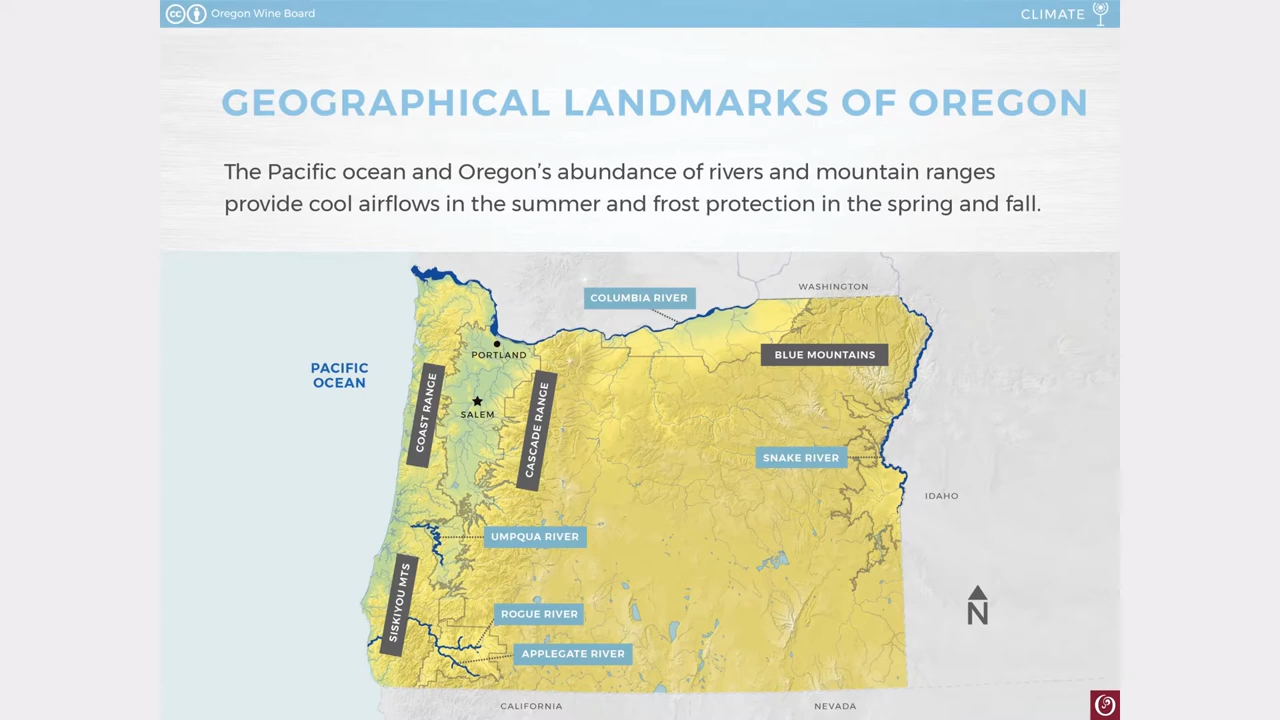 Oregon Wine Board
CLIMATE
GEOGRAPHICAL LANDMARKS OF OREGON
The Pacific ocean and Oregon’s abundance of rivers and mountain ranges
provide cool airflows in the summer and frost protection in the spring and fall.
WASHINGTON
COLUMBIA RIVER
PORTLAND
BLUE MOUNTAINS
PACIFIC
OCEAN
COAST RANGE
SALEM
CASCADE RANGE
SNAKE RIVER
IDAHO
UMPQUA RIVER
SISKIYOU MTS
ROGUE RIVER
N
APPLEGATE RIVER
CALIFORNIA
NEVADA